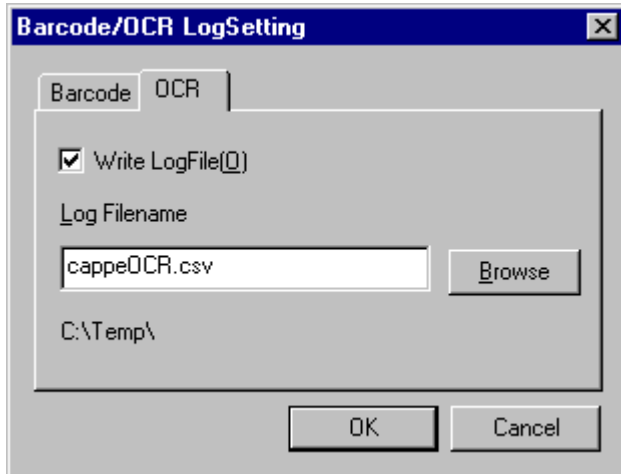 Barcode/OCR LogSetting
Barcode OCR
Write LogFile(O)
Log Filename
cappeOCR.csv
Browse
C:\Temp\
OK Cancel